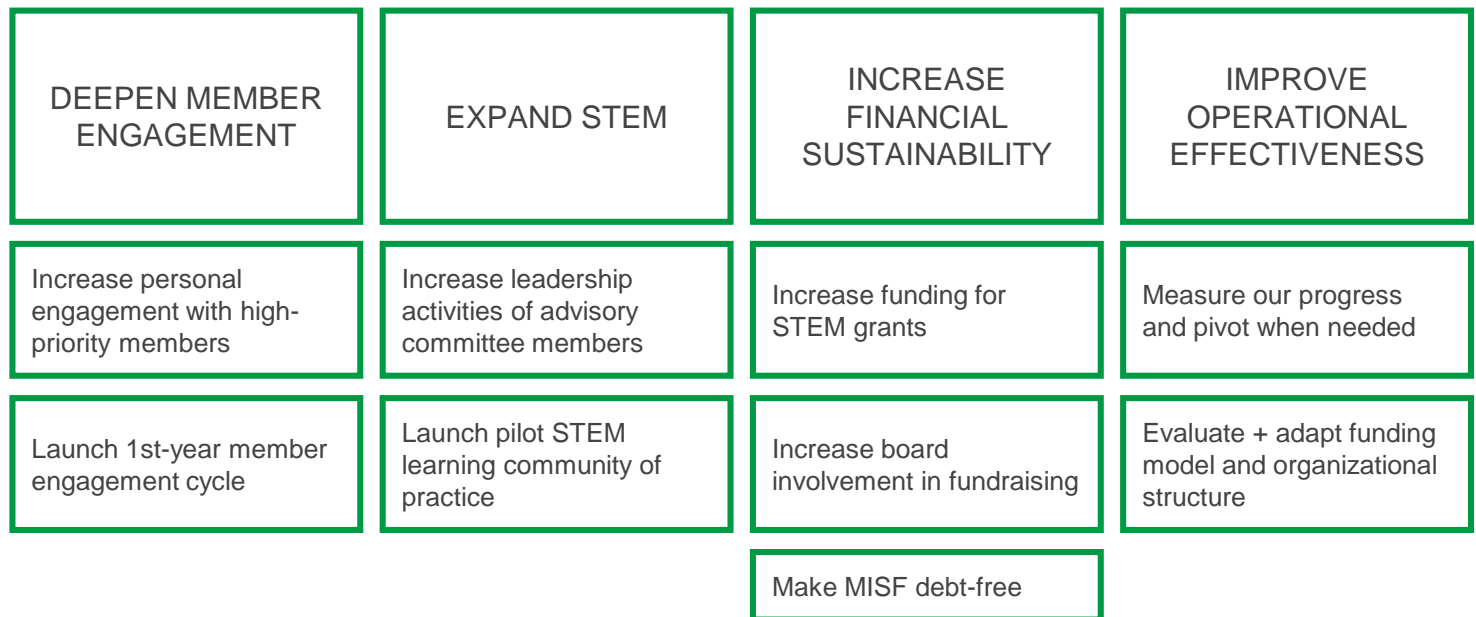 DEEPEN MEMBER
ENGAGEMENT
EXPAND STEM
INCREASE
FINANCIAL
SUSTAINABILITY
IMPROVE
OPERATIONAL
EFFECTIVENESS
Increase personal
engagement with high-
priority members
Increase leadership
activities of advisory
committee members
Increase funding for
STEM grants
Measure our progress
and pivot when needed
Launch 1st-year member
engagement cycle
Launch pilot STEM
learning community of
practice
Increase board
involvement in fundraising
Evaluate + adapt funding
model and organizational
structure
Make MISF debt-free